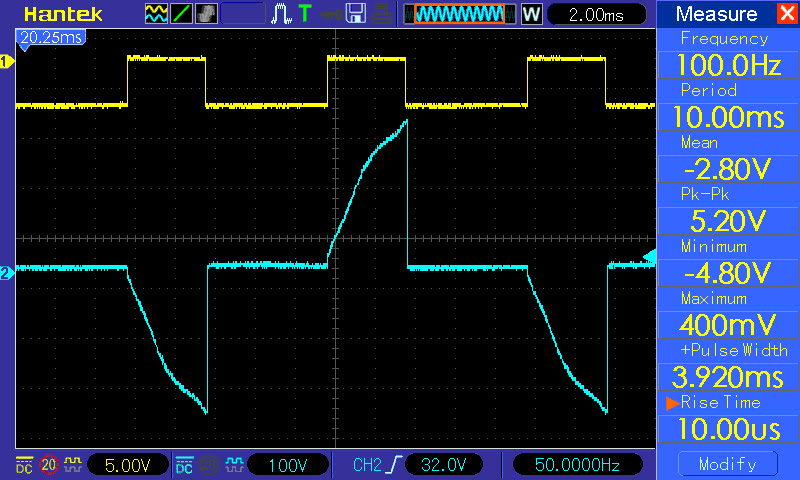 Hantek
T
W
2.00ms
Measure
X
20.25ms
1
2
Frequency
100.0Hz
Period
10.00ms
Mean
-2.80V
Pk-Pk
5.20V
Minimum
-4.80V
Maximum
400mV
+Pulse Width
3.920ms
Rise Time
10.00us
Modify
DC 20 5.00V DC 20 100V CH2 32.0V 50.0000Hz